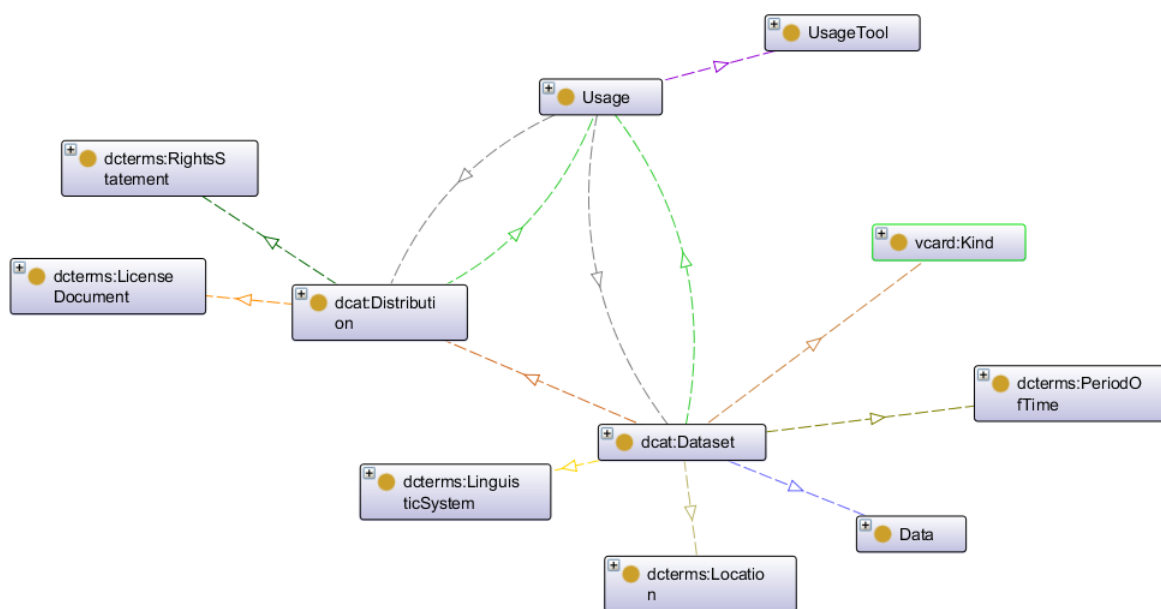 UsageTool
Usage
dcterms:RightsS
tatement
vcard:Kind
dcterms:License
Document
dcat:Distributi
on
dcterms:PeriodO
fTime
dcat:Dataset
dcterms:Linguis
ticSystem
Data
dcterms:Locatio
n